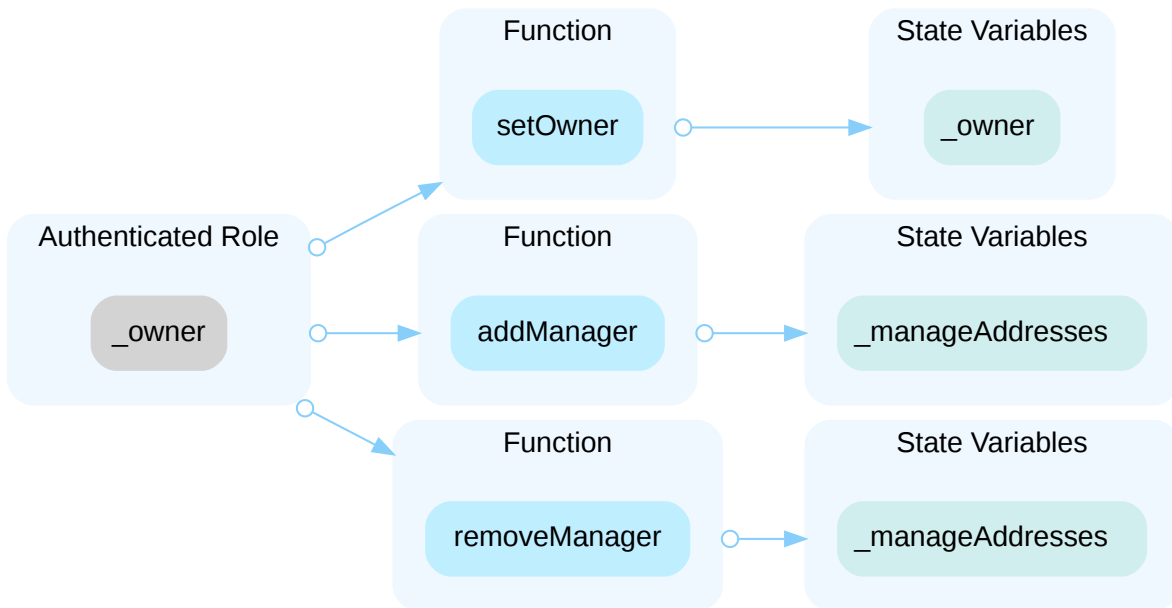 Function
setOwner
State Variables
_owner
Authenticated Role
_owner
Function
addManager
State Variables
_manageAddresses
Function
removeManager
State Variables
_manageAddresses